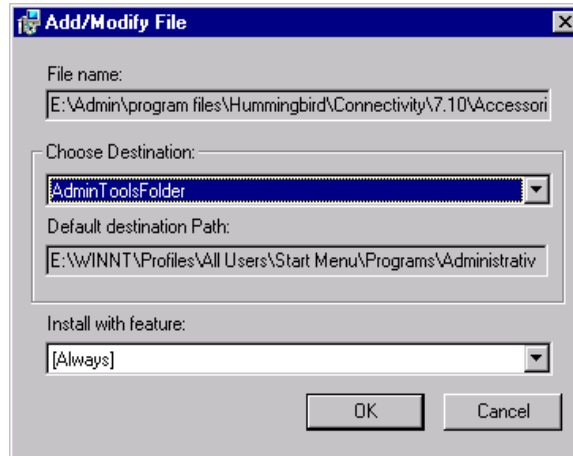 Add/Modify File
File name:
E:\Admin\program files\Hummingbird\Connectivity\7.10\Accessori
Choose Destination:
AdminToolsFolder
Default destination Path:
E:\WINNT\Profiles\All Users\Start Menu\Programs\Administrativ
Install with feature:
[Always]
OK Cancel